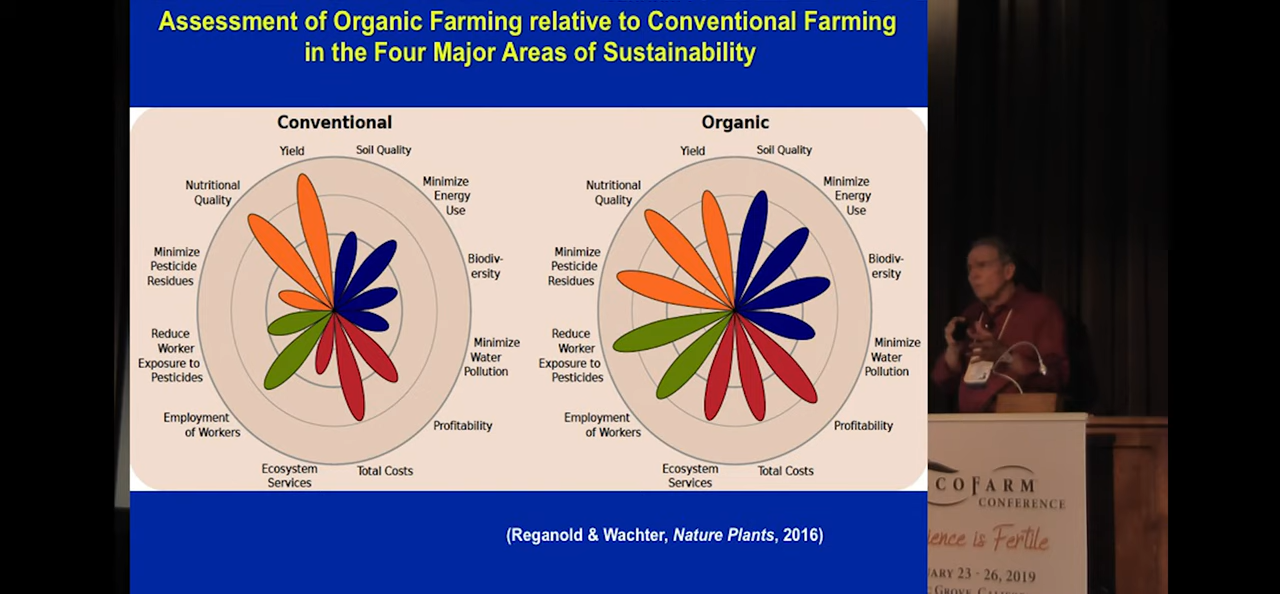 Assessment of Organic Farming relative to Conventional Farming
in the Four Major Areas of Sustainability
Conventional
Yield
Soil Quality
Nutritional
Quality
Minimize
Energy
Use
Minimize
Pesticide
Residues
Biodiv-
ersity
Reduce
Worker
Exposure to
Pesticides
Minimize
Water
Pollution
Employment
of Workers
Profitability
Ecosystem
Services
Total Costs
Organic
Yield
Soil Quality
Nutritional
Quality
Minimize
Energy
Use
Minimize
Pesticide
Residues
Biodiv-
ersity
Reduce
Worker
Exposure to
Pesticides
Minimize
Water
Pollution
Employment
of Workers
Profitability
Ecosystem
Services
Total Costs
(Reganold & Wachter, Nature Plants, 2016)
COFARM
CONFERENCE
is Fertile
23 - 26, 2019